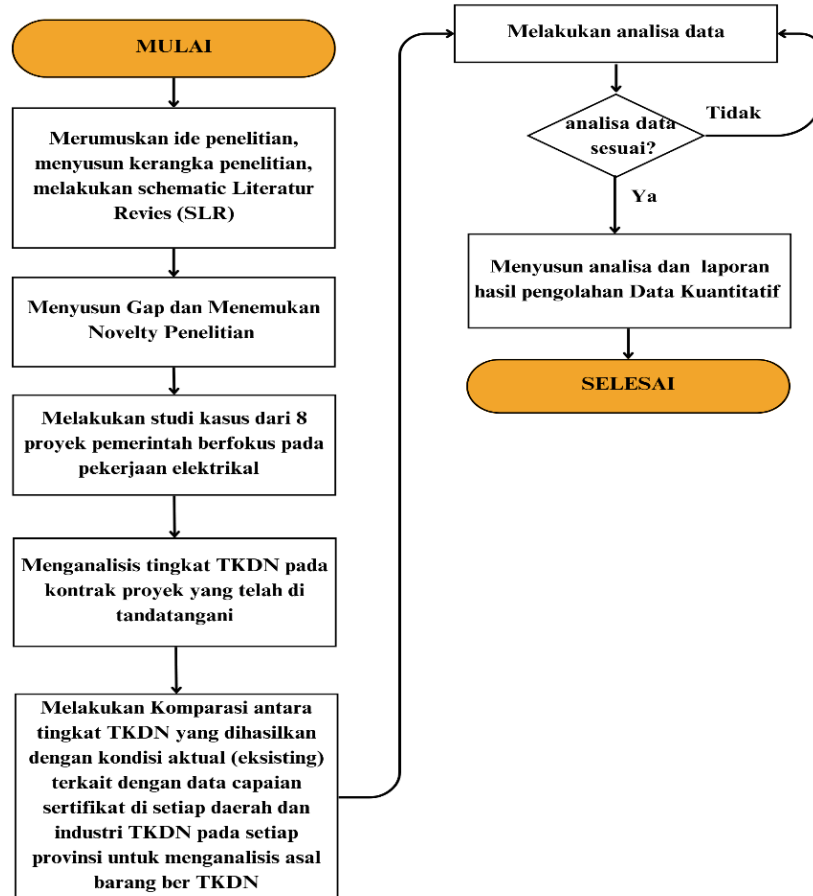 MULAI
Merumuskan ide penelitian,
menyusun kerangka penelitian,
melakukan schematic Literatur
Revies (SLR)
Menyusun Gap dan Menemukan
Novelty Penelitian
Melakukan studi kasus dari 8
proyek pemerintah berfokus pada
pekerjaan elektrikal
Menganalisis tingkat TKDN pada
kontrak proyek yang telah di
tandatangani
Melakukan Komparasi antara
tingkat TKDN yang dihasilkan
dengan kondisi aktual (eksisting)
terkait dengan data capaian
sertifikat di setiap daerah dan
industri TKDN pada setiap
provinsi untuk menganalisis asal
barang ber TKDN
Melakukan analisa data
analisa data
sesuai?
Tidak
Ya
Menyusun analisa dan laporan
hasil pengolahan Data Kuantitatif
SELESAI